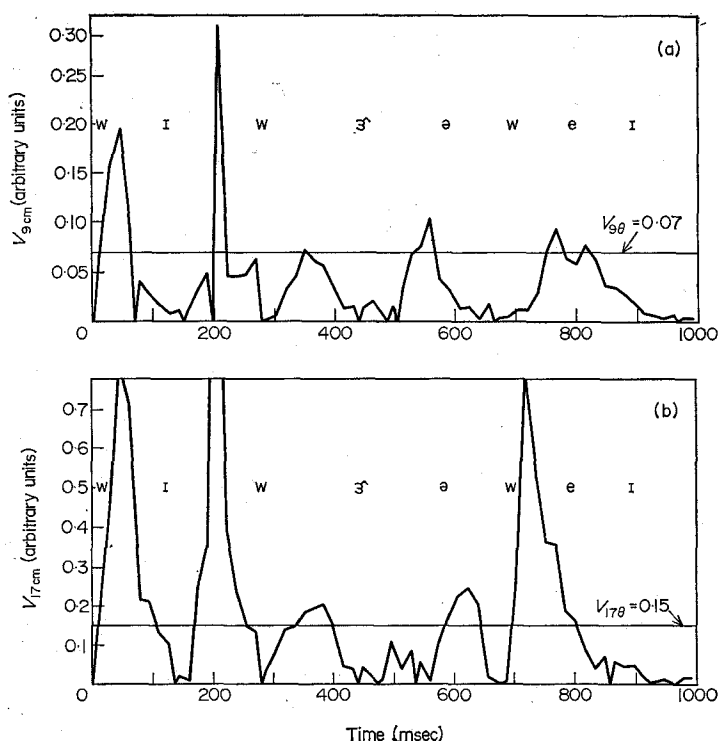 (a)
V9 cm (arbitrary units)
0·30
0·25
0·20
0·15
0·10
0·05
w ɪ w ɝ ə w e ɪ
V9θ=0·07
0 200 400 600 800 1000
(b)
V17cm (arbitrary units)
0·7
0·6
0·5
0·4
0·3
0·2
0·1
w ɪ w ɝ ə w e ɪ
V17θ=0·15
0 200 400 600 800 1000
Time (msec)